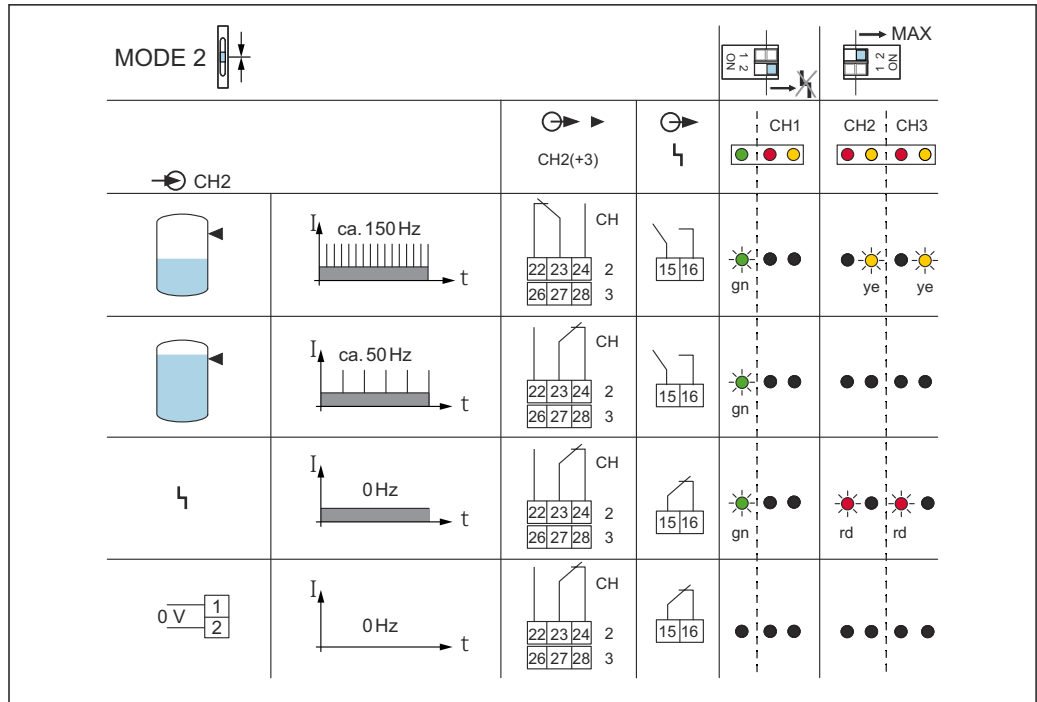 MODE 2
1 2
ON
MAX
1 2
ON
CH2
CH2(+3)
CH1
CH2 CH3
I
ca. 150 Hz
t
CH
22 23 24 2
26 27 28 3
15 16
gn
ye
ye
I
ca. 50 Hz
t
CH
22 23 24 2
26 27 28 3
15 16
gn
I
0 Hz
t
CH
22 23 24 2
26 27 28 3
15 16
gn
rd
rd
0 V
1
2
I
0 Hz
t
CH
22 23 24 2
26 27 28 3
15 16